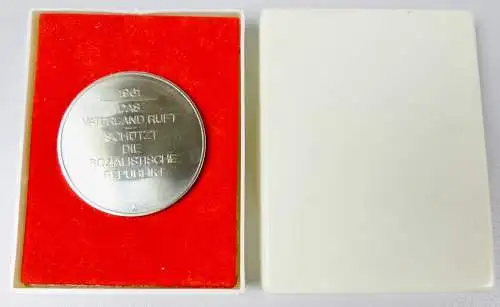 1961
DAS
VATERLAND RUFT
SCHÜTZT
DIE
SOZIALISTISCHE
REPUBLIK